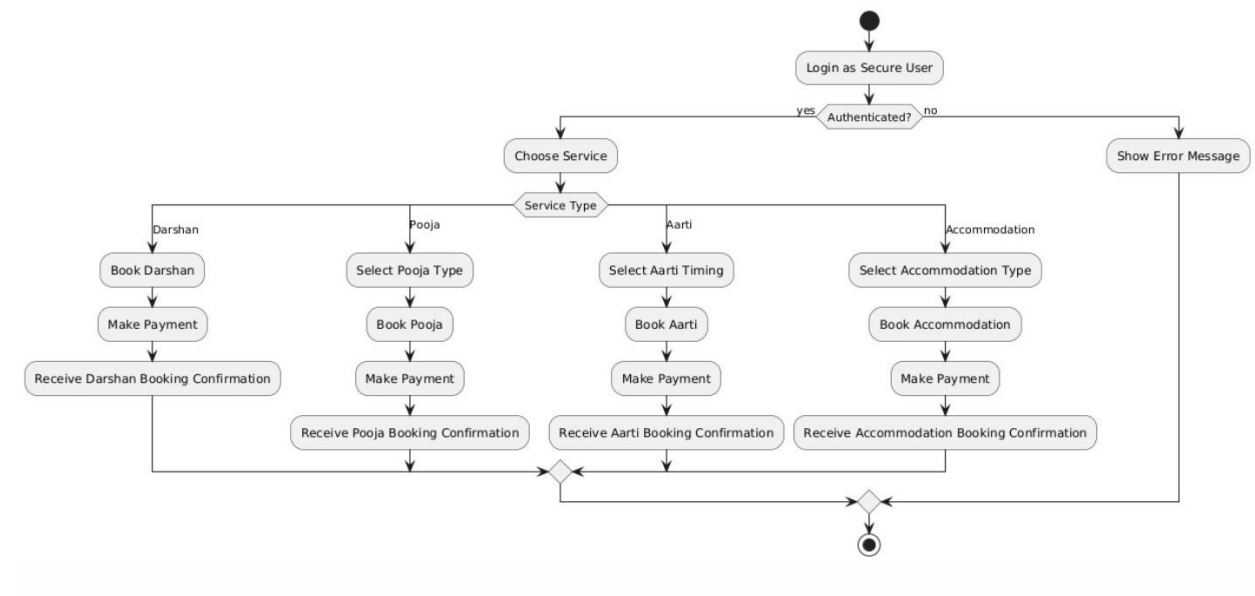 Login as Secure User
yes
Authenticated?
no
Choose Service
Show Error Message
Service Type
Darshan
Pooja
Aarti
Accommodation
Book Darshan
Select Pooja Type
Select Aarti Timing
Select Accommodation Type
Make Payment
Book Pooja
Book Aarti
Book Accommodation
Receive Darshan Booking Confirmation
Make Payment
Make Payment
Make Payment
Receive Pooja Booking Confirmation
Receive Aarti Booking Confirmation
Receive Accommodation Booking Confirmation